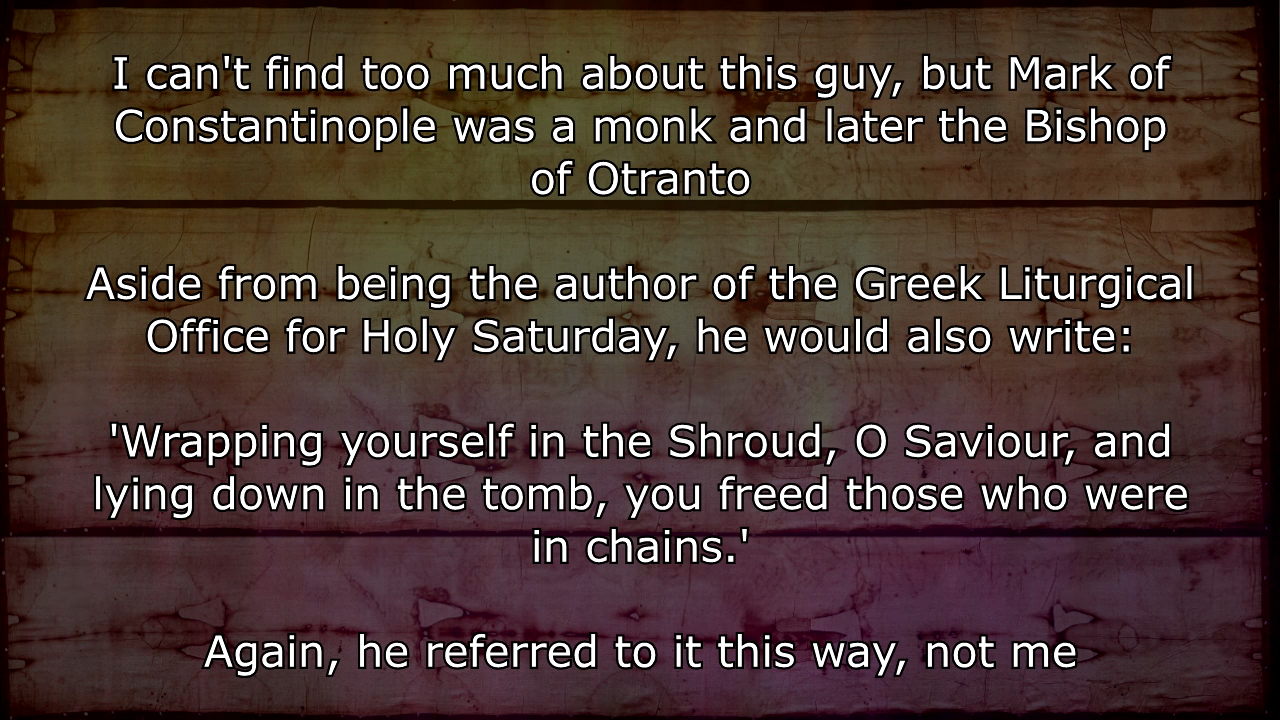 I can't find too much about this guy, but Mark of
Constantinople was a monk and later the Bishop
of Otranto
Aside from being the author of the Greek Liturgical
Office for Holy Saturday, he would also write:
'Wrapping yourself in the Shroud, O Saviour, and
lying down in the tomb, you freed those who were
in chains.'
Again, he referred to it this way, not me